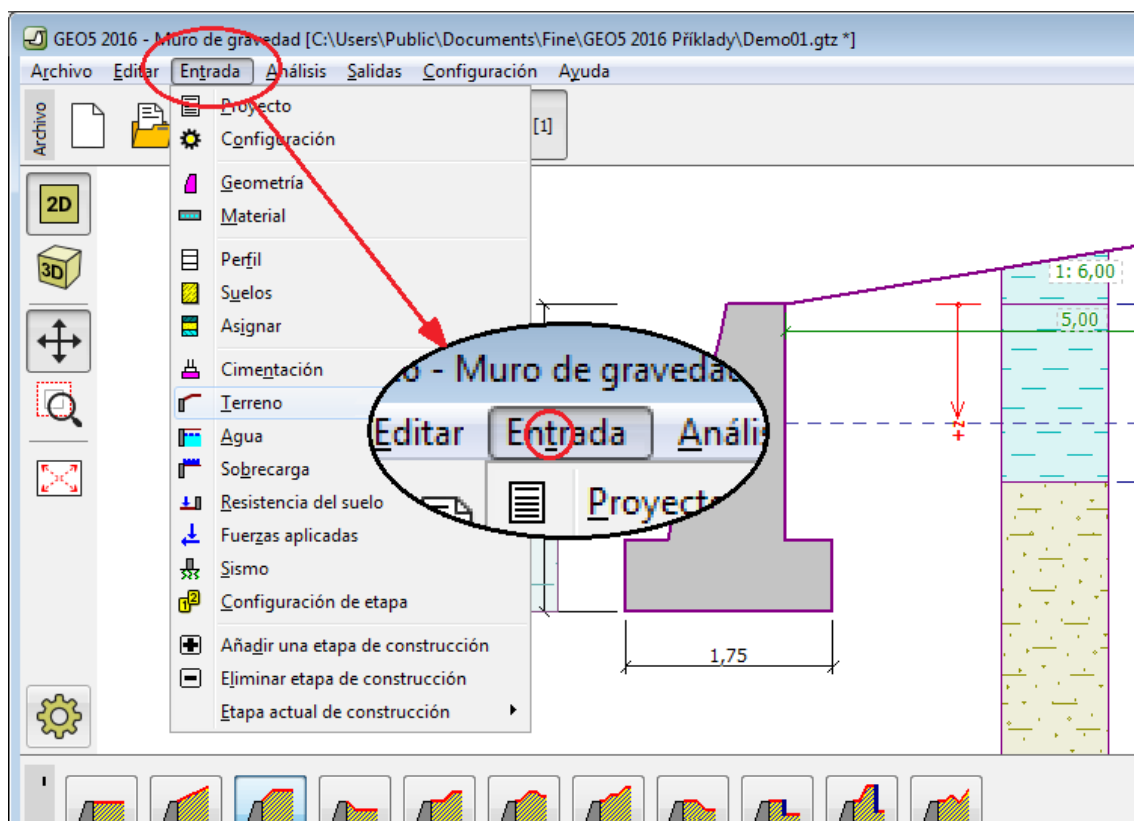 GEO5 2016 - Muro de gravedad [C:\Users\Public\Documents\Fine\GEO5 2016 Příklady\Demo01.gtz *]
Archivo Editar Entrada Análisis Salidas Configuración Ayuda
Archivo
[1]
Proyecto
Configuración
Geometría
Material
Perfil
Suelos
Asignar
Cimentación
Terreno
Agua
Sobrecarga
Resistencia del suelo
Fuerzas aplicadas
Sismo
Configuración de etapa
Añadir una etapa de construcción
Eliminar etapa de construcción
Etapa actual de construcción
2D
3D
1: 6,00
5,00
+z
- Muro de gravedad
Editar Entrada Análi
Proyecto
1,75